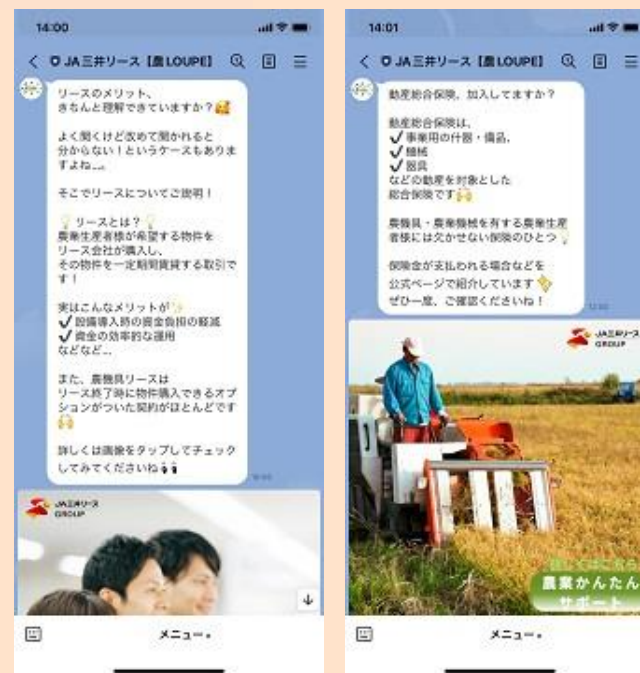 14:00
JA三井リース【農LOUPE】
リースのメリット、
きちんと理解できていますか？🥰
よく聞くけど改めて聞かれると
分からない！というケースもありま
すよね…。
そこでリースについてご説明！
💡リースとは？💡
農業生産者様が希望する物件を
リース会社が購入し、
その物件を一定期間賃貸する取引で
す！
実はこんなメリットが✨
✔設備導入時の資金負担の軽減
✔資金の効率的な運用
などなど…
また、農機具リースは
リース終了時に物件購入できるオプ
ションがついた契約がほとんどです
🙌
詳しくは画像をタップしてチェック
してみてくださいね
JA三井リース
GROUP
メニュー
14:01
JA三井リース【農LOUPE】
動産総合保険、加入してますか？
動産総合保険は、
✔事業用の什器・備品、
✔機械
✔器具
などの動産を対象とした
総合保険です🙌
農機具・農業機械を有する農業生産
者様には欠かせない保険のひとつ💡
保険金が支払われる場合などを
公式ページで紹介しています
ぜひ一度、ご確認くださいね！
JA三井リース
GROUP
詳しくはこちら
農業かんたん
サポート
メニュー